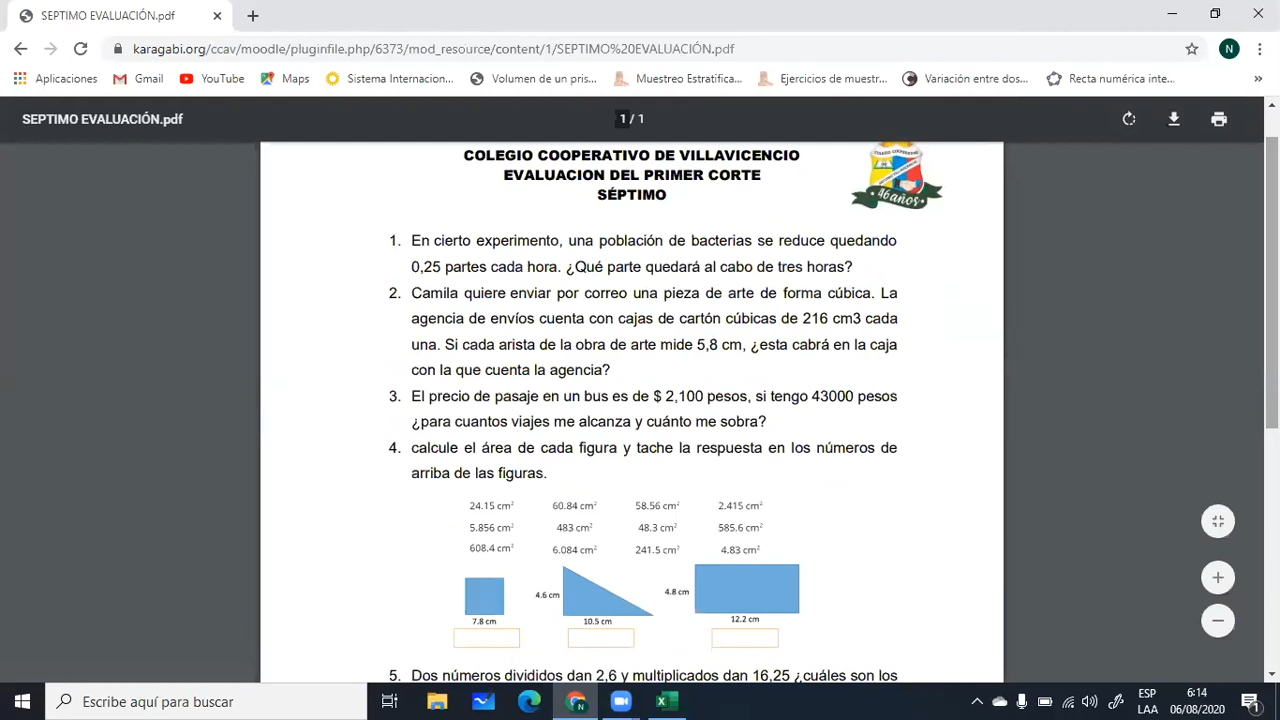 SEPTIMO EVALUACIÓN.pdf
karagabi.org/ccav/moodle/pluginfile.php/6373/mod_resource/content/1/SEPTIMO%20EVALUACIÓN.pdf
N
Aplicaciones
Gmail
YouTube
Maps
Sistema Internacion...
Volumen de un pris...
Muestreo Estratifica...
Ejercicios de muestr...
Variación entre dos...
Recta numérica inte...
»
SEPTIMO EVALUACIÓN.pdf
1 / 1
COLEGIO COOPERATIVO DE VILLAVICENCIO
EVALUACION DEL PRIMER CORTE
SÉPTIMO
46 años
1. En cierto experimento, una población de bacterias se reduce quedando
0,25 partes cada hora. ¿Qué parte quedará al cabo de tres horas?
2. Camila quiere enviar por correo una pieza de arte de forma cúbica. La
agencia de envíos cuenta con cajas de cartón cúbicas de 216 cm3 cada
una. Si cada arista de la obra de arte mide 5,8 cm, ¿esta cabrá en la caja
con la que cuenta la agencia?
3. El precio de pasaje en un bus es de $ 2,100 pesos, si tengo 43000 pesos
¿para cuantos viajes me alcanza y cuánto me sobra?
4. calcule el área de cada figura y tache la respuesta en los números de
arriba de las figuras.
24.15 cm² 60.84 cm² 58.56 cm² 2.415 cm²
5.856 cm² 483 cm² 48.3 cm² 585.6 cm²
608.4 cm² 6.084 cm² 241.5 cm² 4.83 cm²
4.6 cm
4.8 cm
7.8 cm
10.5 cm
12.2 cm
5. Dos números divididos dan 2,6 y multiplicados dan 16,25 ¿cuáles son los
Escribe aquí para buscar
N
ESP
LAA
6:14
06/08/2020
1